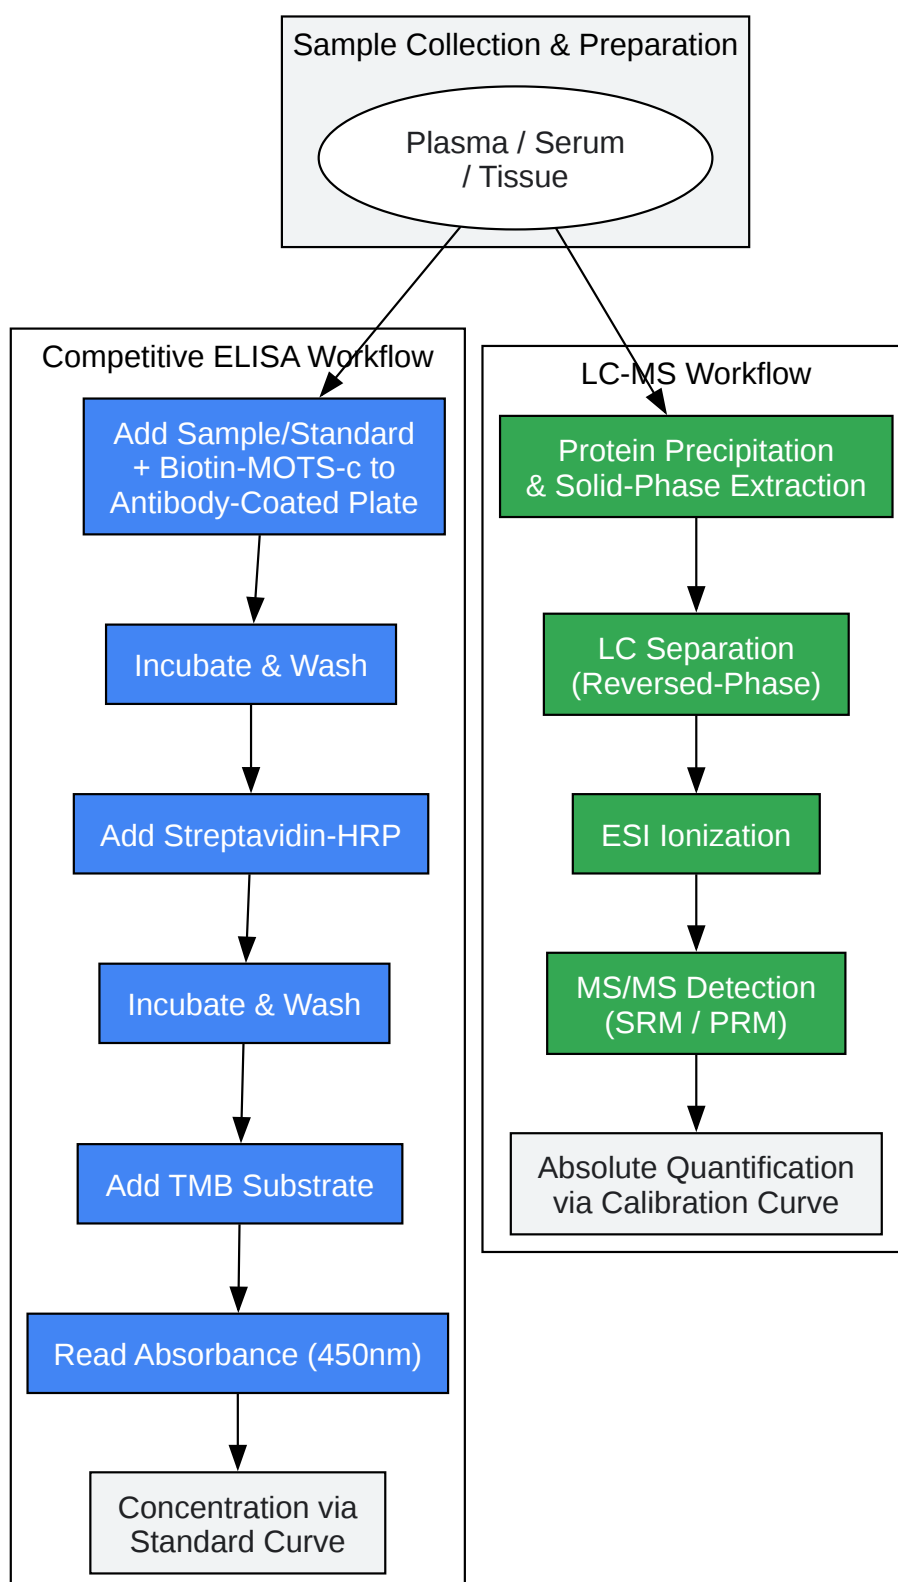 Sample Collection & Preparation
Plasma / Serum
/ Tissue
Competitive ELISA Workflow
Add Sample/Standard
+ Biotin-MOTS-c to
Antibody-Coated Plate
Incubate & Wash
Add Streptavidin-HRP
Incubate & Wash
Add TMB Substrate
Read Absorbance (450nm)
Concentration via
Standard Curve
LC-MS Workflow
Protein Precipitation
& Solid-Phase Extraction
LC Separation
(Reversed-Phase)
ESI Ionization
MS/MS Detection
(SRM / PRM)
Absolute Quantification
via Calibration Curve